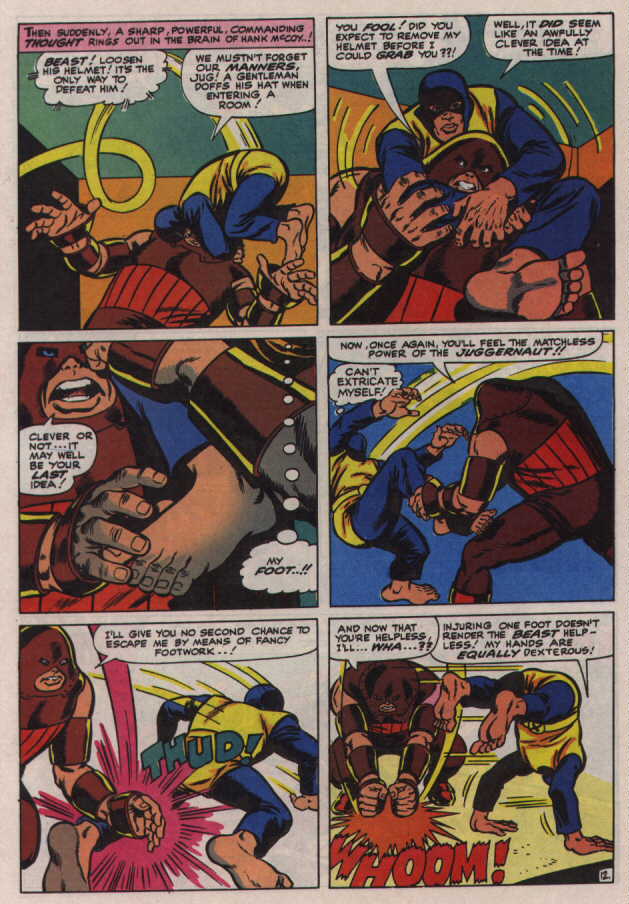 THEN SUDDENLY, A SHARP, POWERFUL, COMMANDING
THOUGHT RINGS OUT IN THE BRAIN OF HANK McCOY..!
BEAST! LOOSEN
HIS HELMET! IT'S THE
ONLY WAY TO
DEFEAT HIM!
WE MUSTN'T FORGET
OUR MANNERS,
JUG! A GENTLEMAN
DOFFS HIS HAT WHEN
ENTERING A
ROOM!
YOU FOOL! DID YOU
EXPECT TO REMOVE MY
HELMET BEFORE I
COULD GRAB YOU??!
WELL, IT DID SEEM
LIKE AN AWFULLY
CLEVER IDEA AT
THE TIME!
CLEVER OR
NOT---IT
MAY WELL
BE YOUR
LAST
IDEA!
MY
FOOT..!!
NOW, ONCE AGAIN, YOU'LL FEEL THE MATCHLESS
POWER OF THE JUGGERNAUT!!
CAN'T
EXTRICATE
MYSELF!
I'LL GIVE YOU NO SECOND CHANCE TO
ESCAPE ME BY MEANS OF FANCY
FOOTWORK--!
THUD!
AND NOW THAT
YOU'RE HELPLESS,
I'LL... WHA---??
INJURING ONE FOOT DOESN'T
RENDER THE BEAST HELP-
LESS! MY HANDS ARE
EQUALLY DEXTEROUS!
WHOOM!
12.